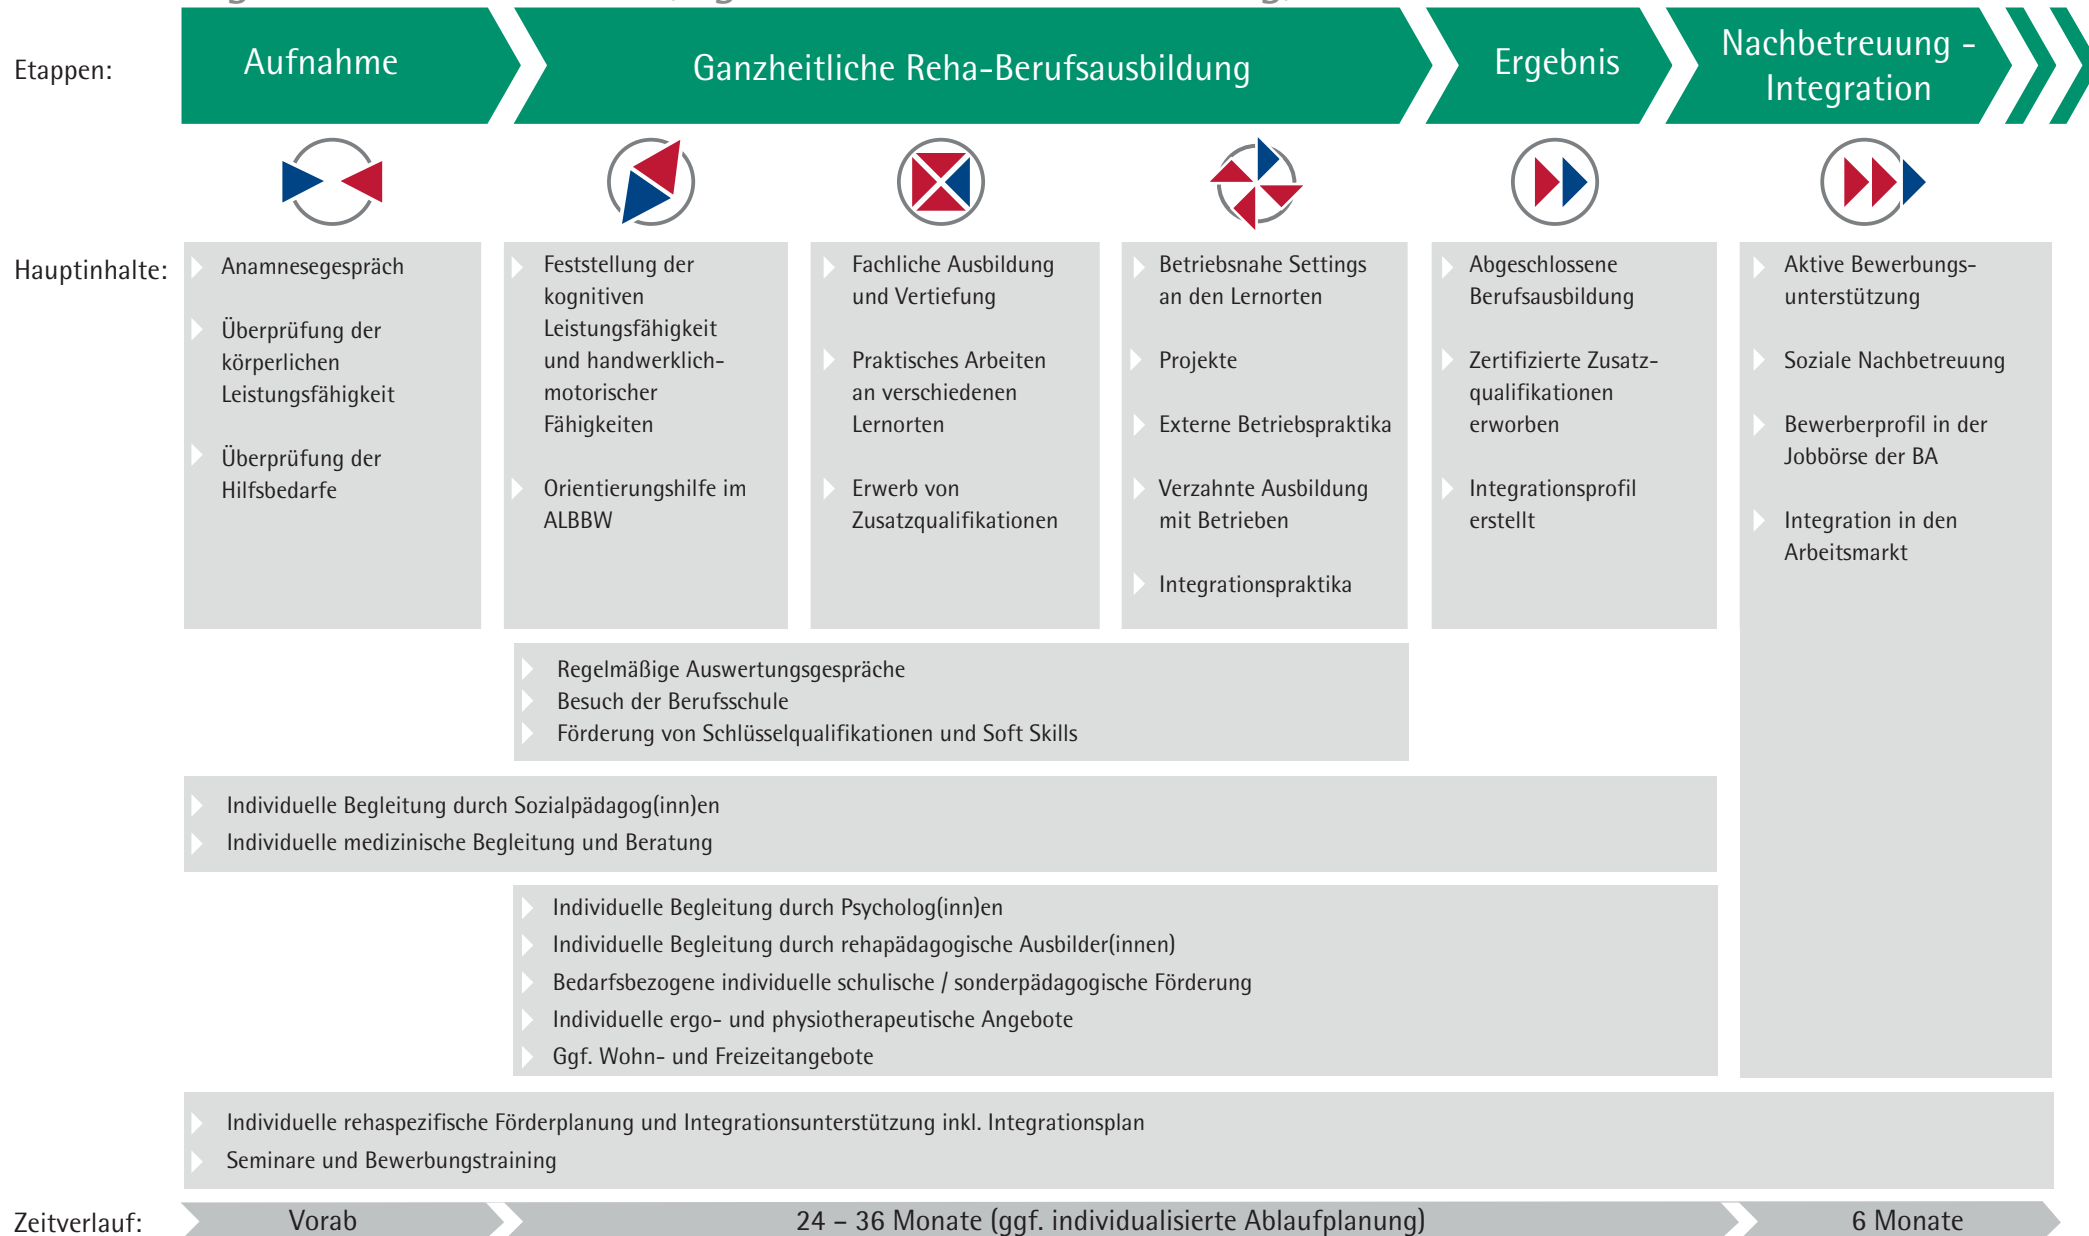 Etappen:
Aufnahme
Ganzheitliche Reha-Berufsausbildung
Ergebnis
Nachbetreuung -
Integration
Hauptinhalte:
Anamnesegespräch
Überprüfung der
körperlichen
Leistungsfähigkeit
Überprüfung der
Hilfsbedarfe
Feststellung der
kognitiven
Leistungsfähigkeit
und handwerklich-
motorischer
Fähigkeiten
Orientierungshilfe im
ALBBW
Fachliche Ausbildung
und Vertiefung
Praktisches Arbeiten
an verschiedenen
Lernorten
Erwerb von
Zusatzqualifikationen
Betriebsnahe Settings
an den Lernorten
Projekte
Externe Betriebspraktika
Verzahnte Ausbildung
mit Betrieben
Integrationspraktika
Abgeschlossene
Berufsausbildung
Zertifizierte Zusatz-
qualifikationen
erworben
Integrationsprofil
erstellt
Aktive Bewerbungs-
unterstützung
Soziale Nachbetreuung
Bewerberprofil in der
Jobbörse der BA
Integration in den
Arbeitsmarkt
Regelmäßige Auswertungsgespräche
Besuch der Berufsschule
Förderung von Schlüsselqualifikationen und Soft Skills
Individuelle Begleitung durch Sozialpädagog(inn)en
Individuelle medizinische Begleitung und Beratung
Individuelle Begleitung durch Psycholog(inn)en
Individuelle Begleitung durch rehapädagogische Ausbilder(innen)
Bedarfsbezogene individuelle schulische / sonderpädagogische Förderung
Individuelle ergo- und physiotherapeutische Angebote
Ggf. Wohn- und Freizeitangebote
Individuelle rehaspezifische Förderplanung und Integrationsunterstützung inkl. Integrationsplan
Seminare und Bewerbungstraining
Zeitverlauf:
Vorab
24 – 36 Monate (ggf. individualisierte Ablaufplanung)
6 Monate